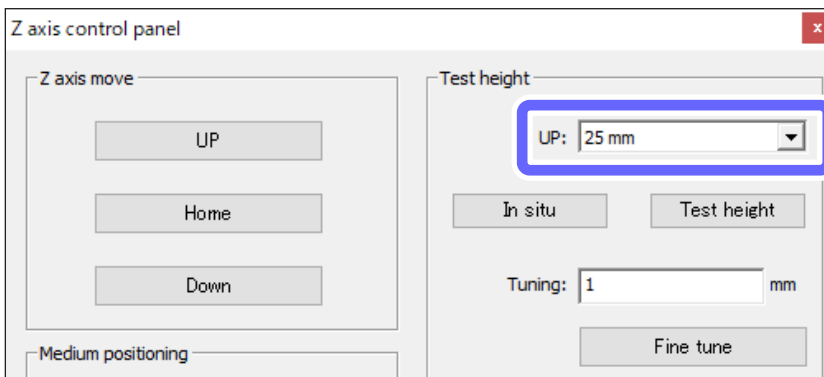 Z axis control panel
x
Z axis move
UP
Home
Down
Medium positioning
Test height
UP: 25 mm
In situ Test height
Tuning: 1 mm
Fine tune